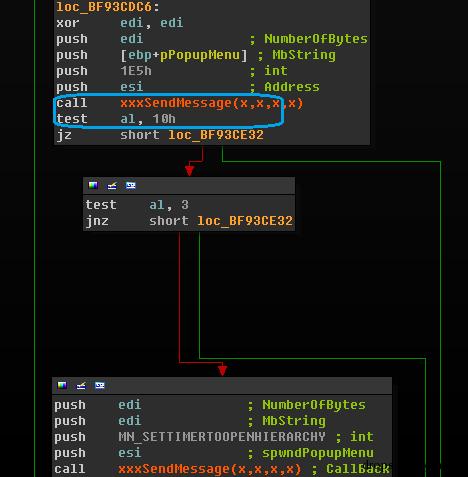 loc_BF93CDC6:
xor edi, edi
push edi ; NumberOfBytes
push [ebp+pPopupMenu] ; MbString
push 1E5h ; int
push esi ; Address
call xxxSendMessage(x,x,x,x)
test al, 10h
jz short loc_BF93CE32
test al, 3
jnz short loc_BF93CE32
push edi ; NumberOfBytes
push edi ; MbString
push MN_SETTIMERTOOPENHIERARCHY ; int
push esi ; spwndPopupMenu
call xxxSendMessage(x,x,x,x) ; CallBack